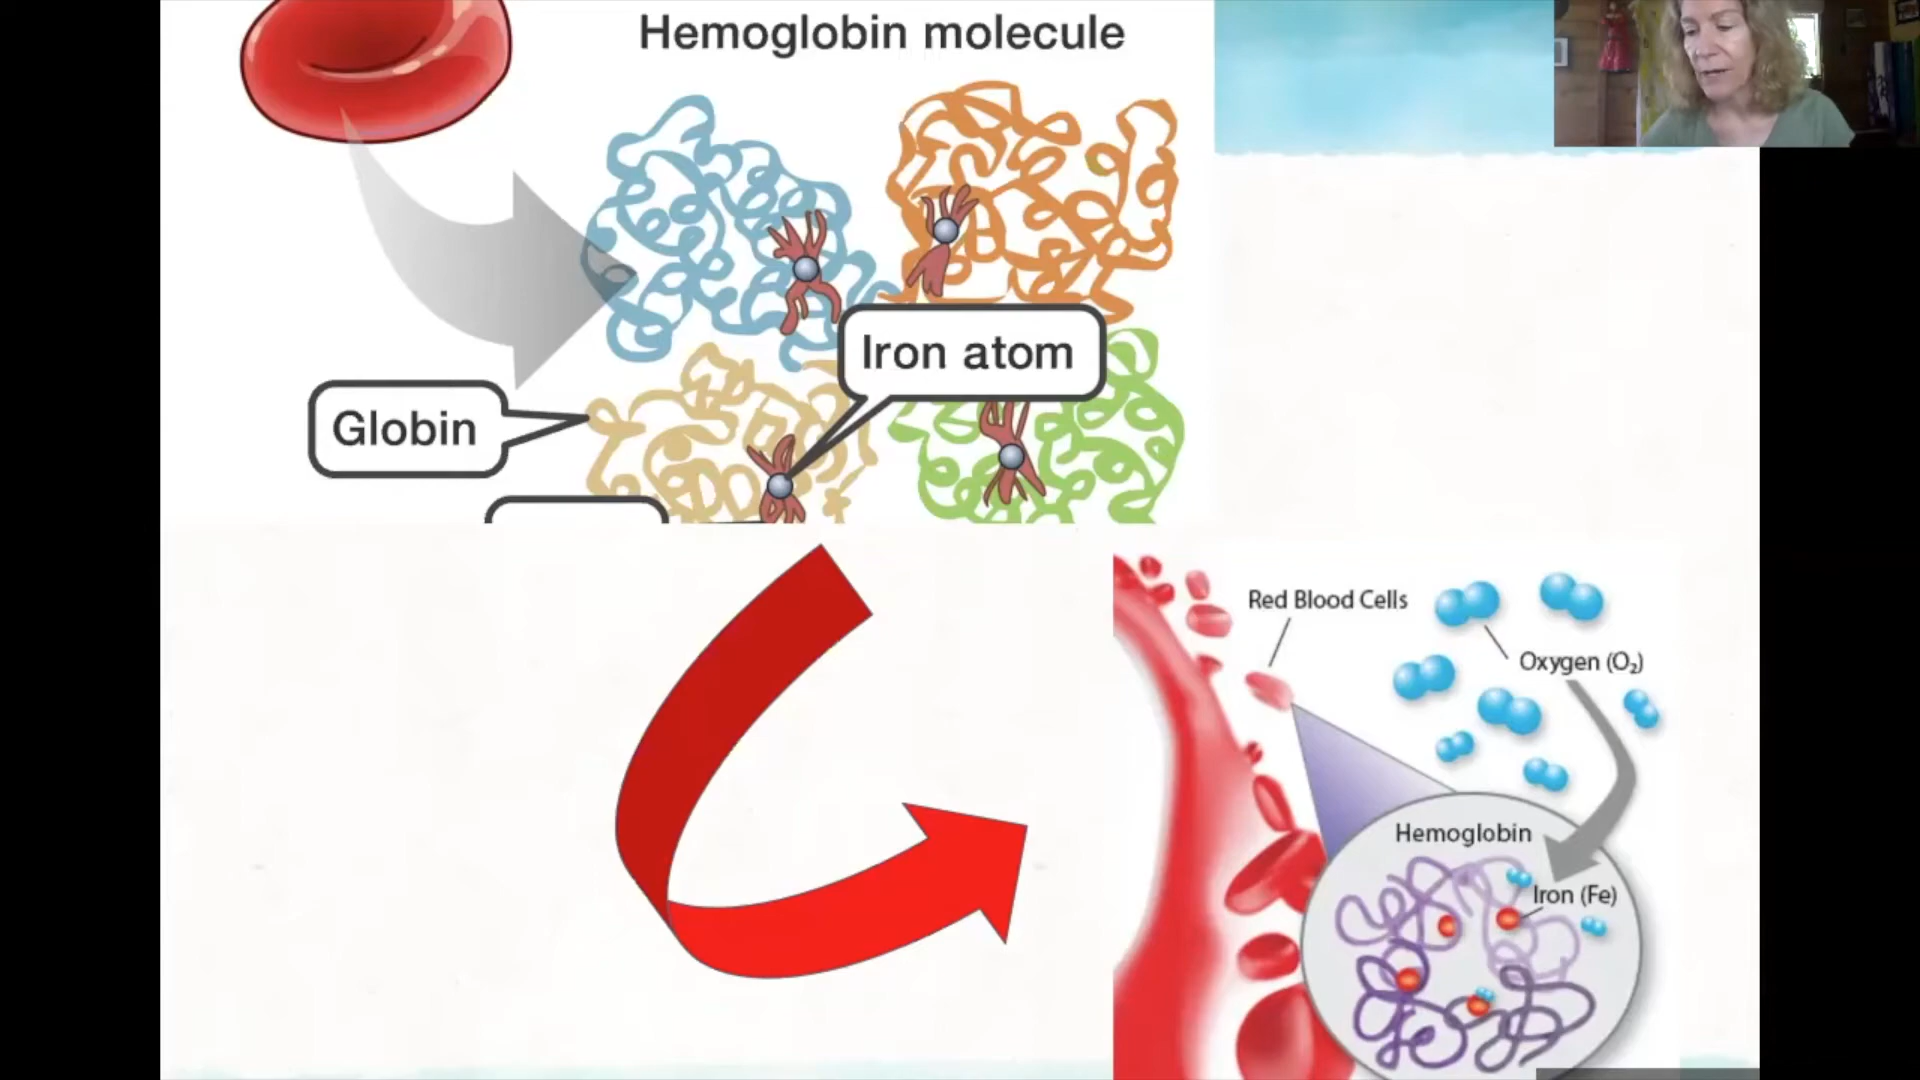 Hemoglobin molecule
Iron atom
Globin
Red Blood Cells
Oxygen (O₂)
Hemoglobin
Iron (Fe)